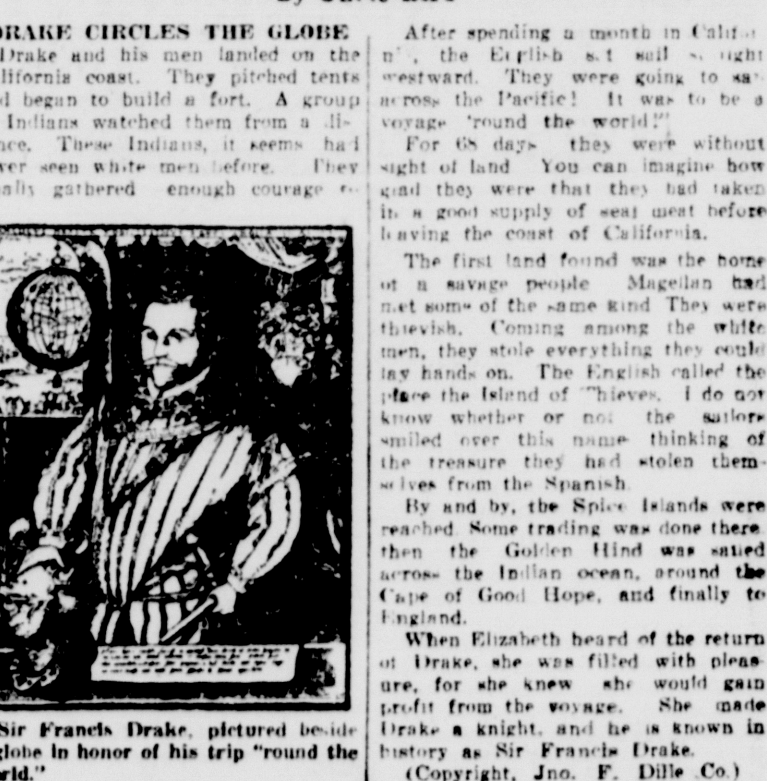 DRAKE CIRCLES THE GLOBE
Drake and his men landed on the
lifornia coast. They pitched tents
d began to build a fort. A group
Indians watched them from a di-
nce. These Indians, it seems had
ver seen white men before. They
ally gathered enough courage
Sir Francis Drake, pictured beside
globe in honor of his trip "round the
rld."
After spending a month in
the English set sail
westward. They were going to
across the Pacific! It was to be a
voyage 'round the world!"
For 68 days they were without
sight of land You can imagine how
glad they were that they had taken
in a good supply of seal meat before
leaving the coast of California.
The first land found was the home
of a savage people Magellan had
met some of the same kind They were
thievish. Coming among the white
men, they stole everything they could
lay hands on. The English called the
place the Island of Thieves. I do not
know whether or not the sailors
smiled over this name thinking of
the treasure they had stolen them-
selves from the Spanish
By and by, the Spice Islands were
reached Some trading was done there
then the Golden Hind was sailed
across the Indian ocean, around the
Cape of Good Hope, and finally to
England.
When Elizabeth heard of the return
of Drake, she was filled with pleas-
ure, for she knew she would gain
profit from the voyage. She made
Drake a knight, and he is known in
history as Sir Francis Drake.
(Copyright, Jno. F. Dille Co.)